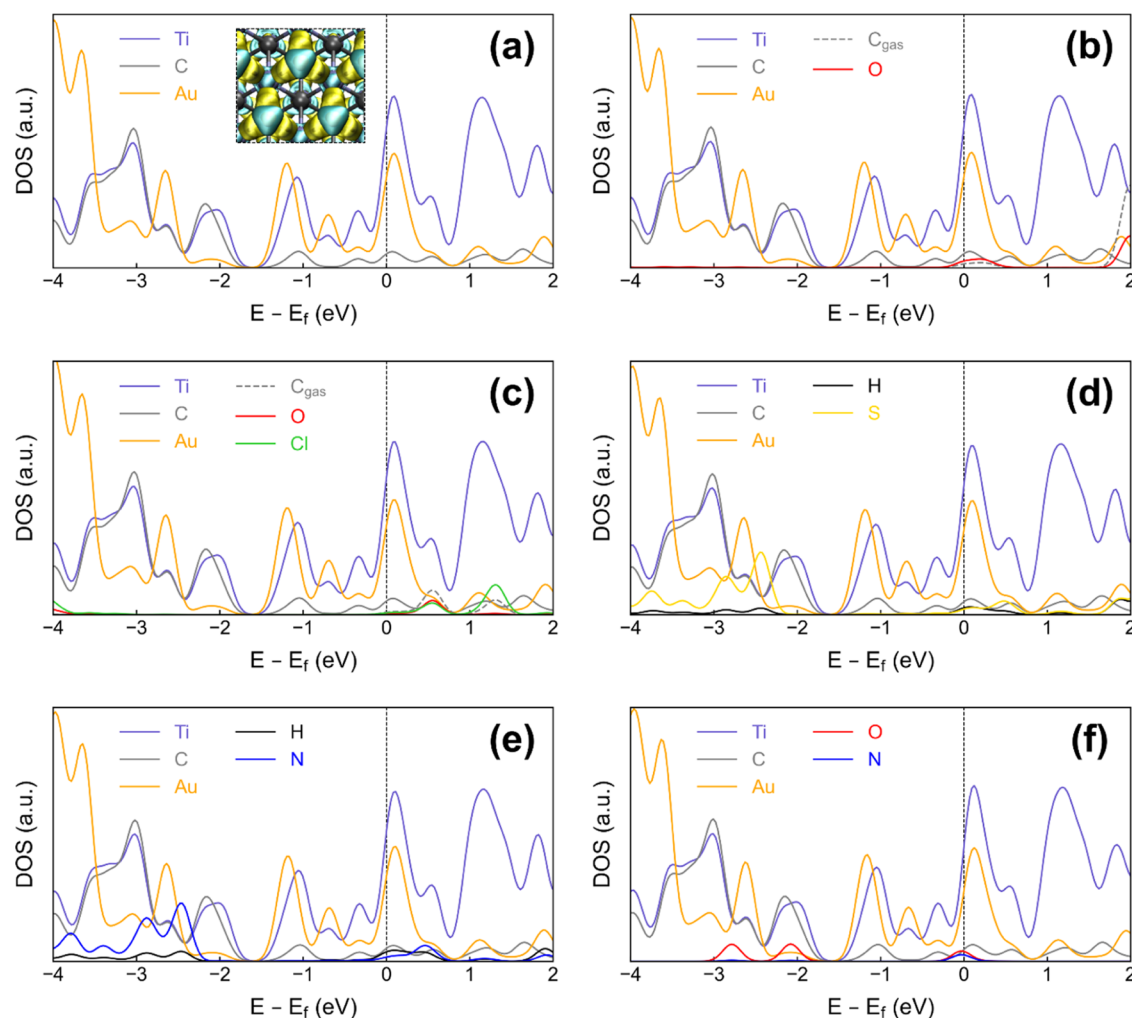 (a)
Ti
C
Au
DOS (a.u.)
−4 −3 −2 −1 0 1 2
E − Ef (eV)
(b)
Ti
C
Au
Cgas
O
DOS (a.u.)
−4 −3 −2 −1 0 1 2
E − Ef (eV)
(c)
Ti
C
Au
Cgas
O
Cl
DOS (a.u.)
−4 −3 −2 −1 0 1 2
E − Ef (eV)
(d)
Ti
C
Au
H
S
DOS (a.u.)
−4 −3 −2 −1 0 1 2
E − Ef (eV)
(e)
Ti
C
Au
H
N
DOS (a.u.)
−4 −3 −2 −1 0 1 2
E − Ef (eV)
(f)
Ti
C
Au
O
N
DOS (a.u.)
−4 −3 −2 −1 0 1 2
E − Ef (eV)